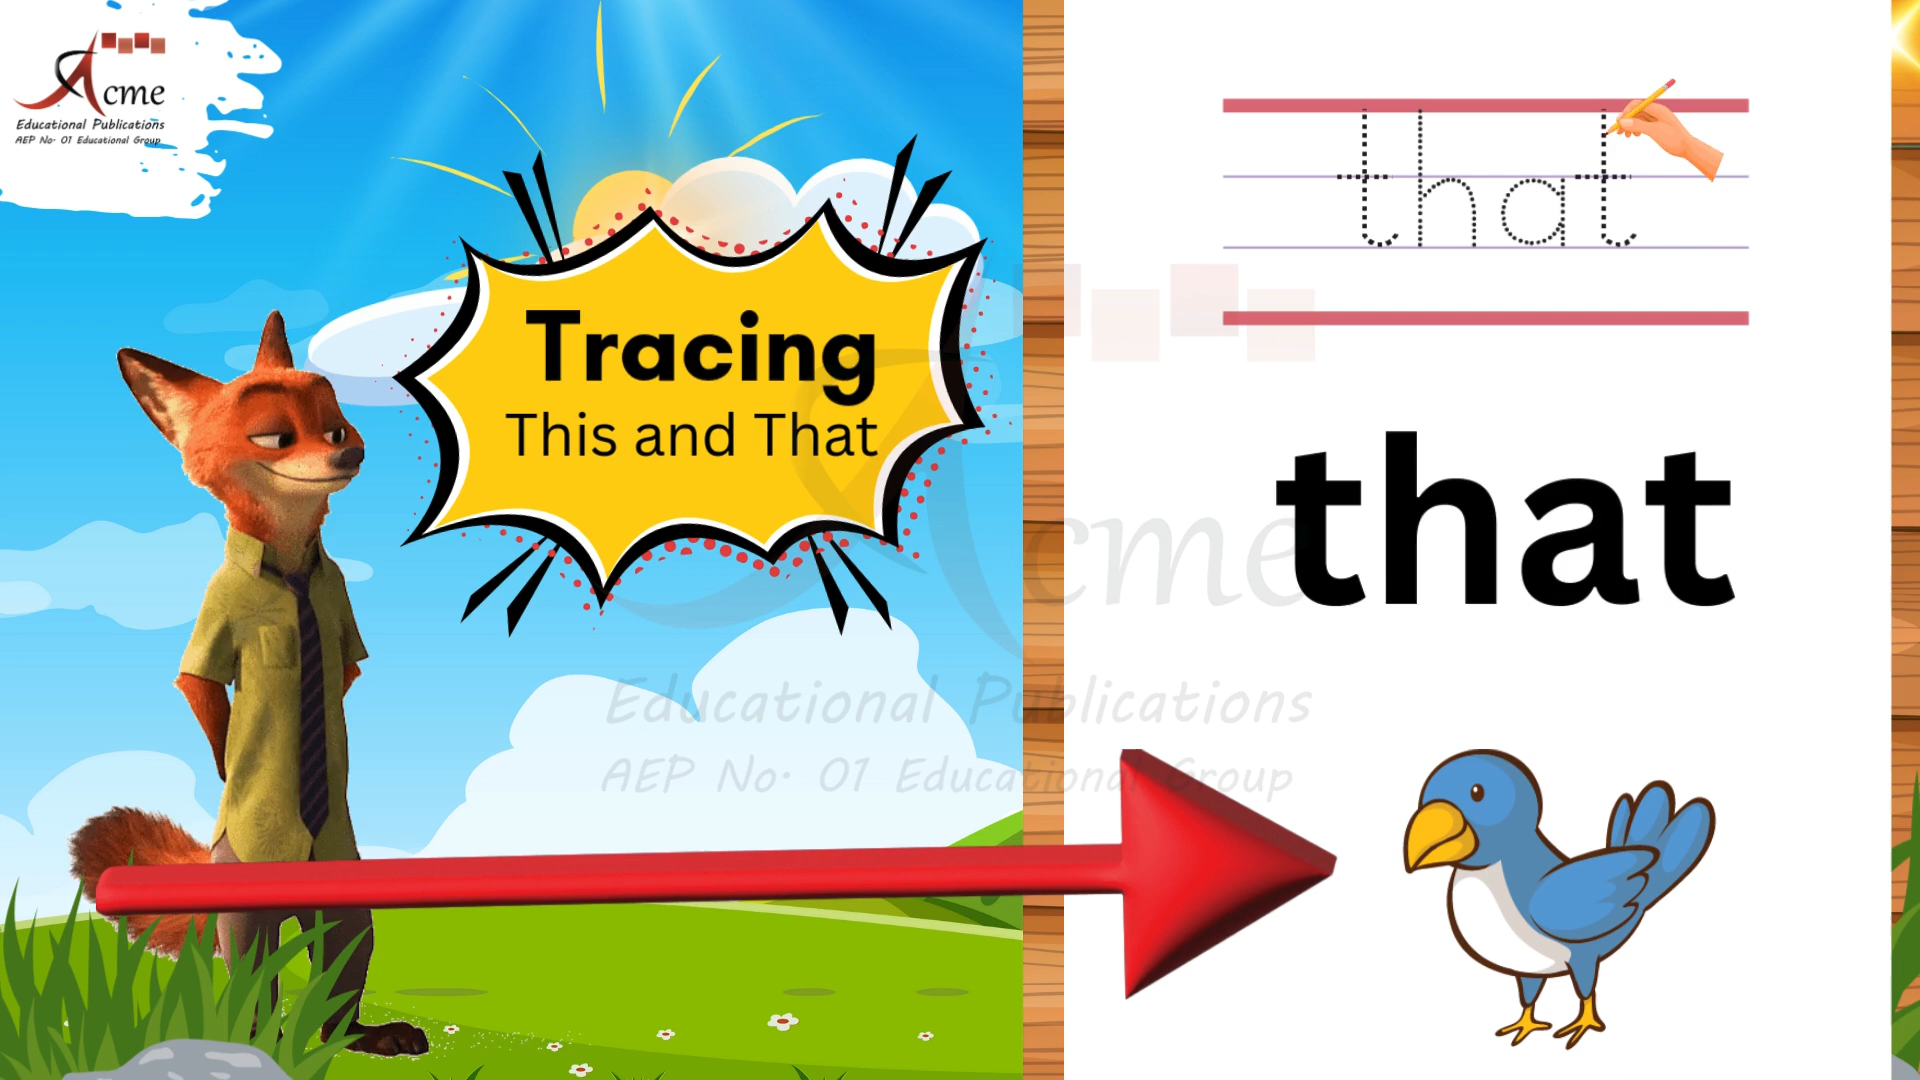 Acme
Educational Publications
AEP No. 01 Educational Group
Tracing
This and That
that
that
Acme
Educational Publications
AEP No. 01 Educational Group